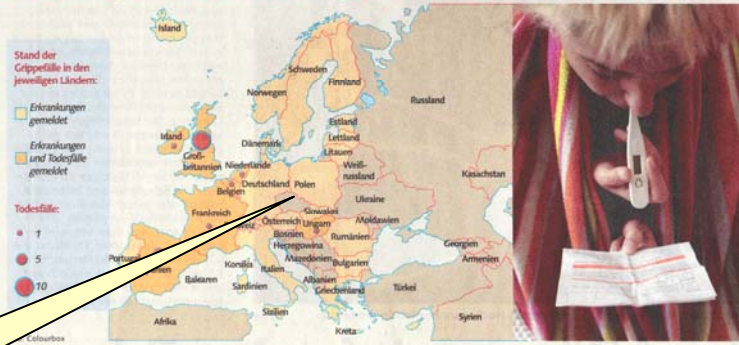 Stand der
Grippefälle in den
jeweiligen Ländern:
Erkrankungen
gemeldet
Erkrankungen
und Todesfälle
gemeldet
Todesfälle:
1
5
10
Colourbox
Island
Schweden
Finnland
Norwegen
Russland
Estland
Lettland
Litauen
Irland
Dänemark
Groß-
britannien
Niederlande
Weiß-
russland
Belgien
Deutschland
Polen
Kasachstan
Ukraine
Frankreich
Slowakei
Österreich
Ungarn
Moldawien
Bosnien
Herzegowina
Rumänien
Georgien
Armenien
Portugal
Korsika
Italien
Mazedonien
Bulgarien
Balearen
Sardinien
Albanien
Griechenland
Türkei
Sizilien
Afrika
Kreta
Syrien